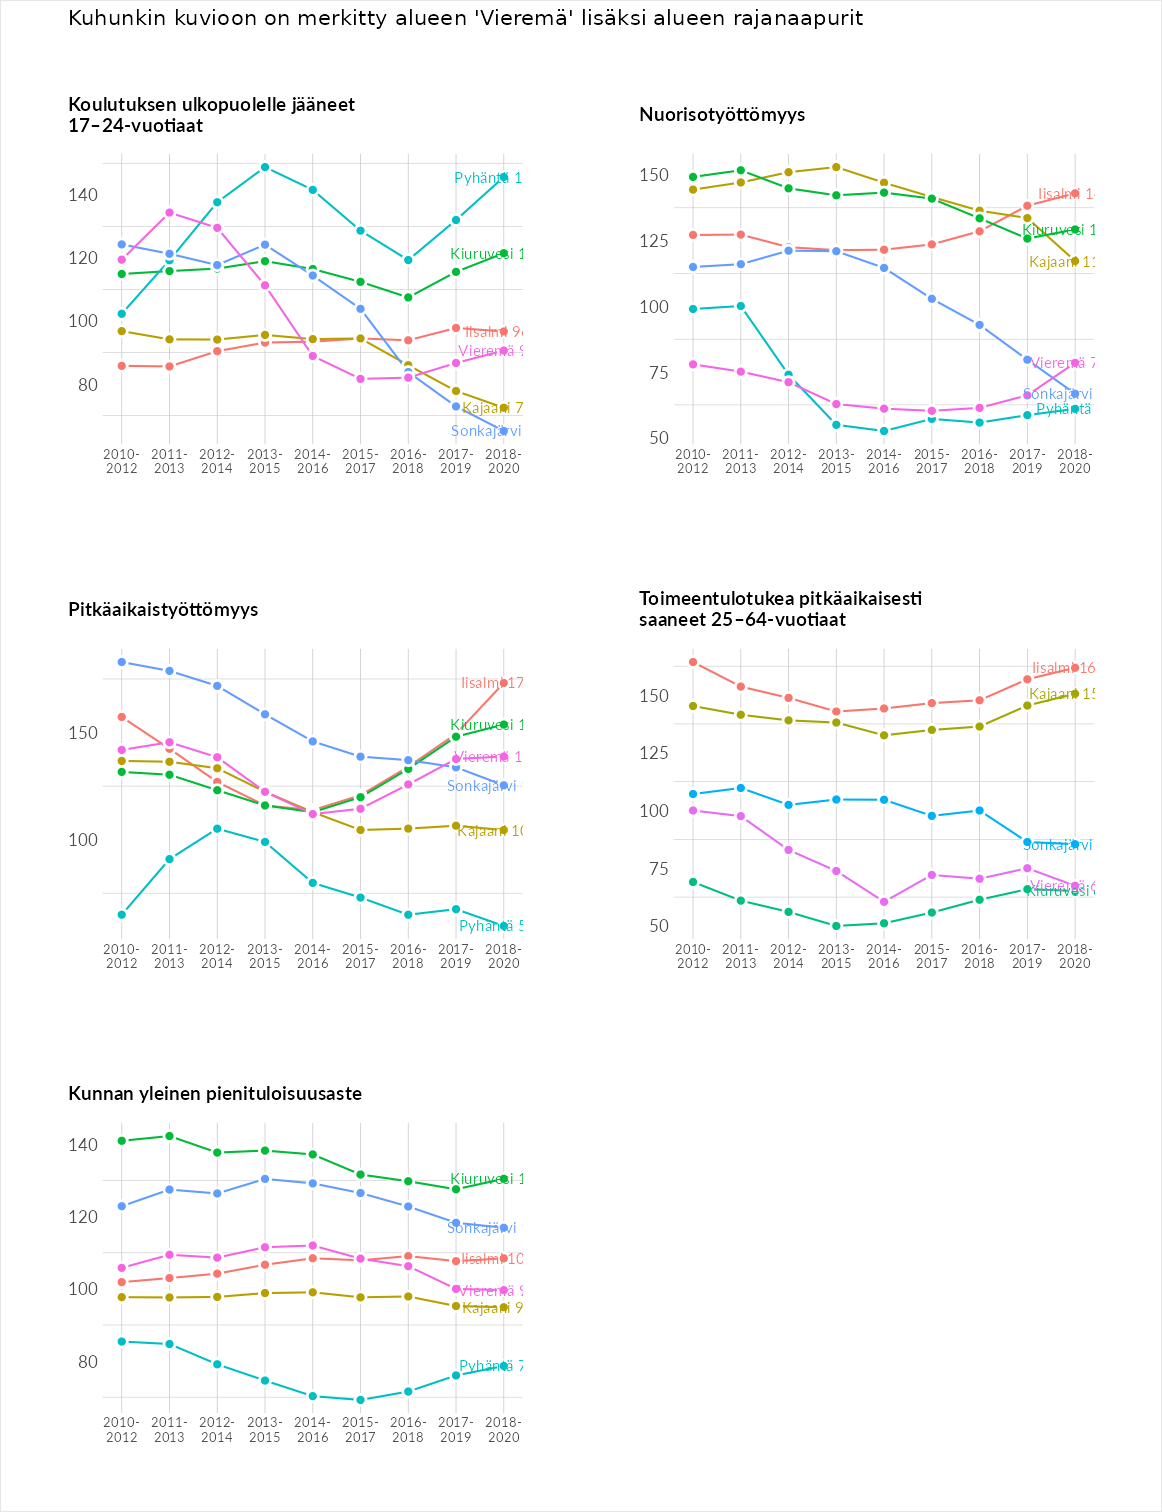 Kuhunkin kuvioon on merkitty alueen 'Vieremä' lisäksi alueen rajanaapurit
Koulutuksen ulkopuolelle jääneet
17–24-vuotiaat
140
120
100
80
Pyhäntä 1
Kiuruvesi 1
Iisalmi 96
Vieremä 9
Kajaani 7
Sonkajärvi
2010- 2011- 2012- 2013- 2014- 2015- 2016- 2017- 2018-
2012 2013 2014 2015 2016 2017 2018 2019 2020
Nuorisotyöttömyys
150
125
100
75
50
Iisalmi 14
Kiuruvesi 1
Kajaani 11
Vieremä 7
Sonkajärvi
Pyhäntä
2010- 2011- 2012- 2013- 2014- 2015- 2016- 2017- 2018-
2012 2013 2014 2015 2016 2017 2018 2019 2020
Pitkäaikaistyöttömyys
150
100
Iisalmi 17
Kiuruvesi 1
Vieremä 1
Sonkajärvi
Kajaani 10
Pyhäntä 5
2010- 2011- 2012- 2013- 2014- 2015- 2016- 2017- 2018-
2012 2013 2014 2015 2016 2017 2018 2019 2020
Toimeentulotukea pitkäaikaisesti
saaneet 25–64-vuotiaat
150
125
100
75
50
Iisalmi 16
Kajaani 15
Sonkajärvi
Vieremä 6
Kiuruvesi
2010- 2011- 2012- 2013- 2014- 2015- 2016- 2017- 2018-
2012 2013 2014 2015 2016 2017 2018 2019 2020
Kunnan yleinen pienituloisuusaste
140
120
100
80
Kiuruvesi 1
Sonkajärvi
Iisalmi 10
Vieremä 9
Kajaani 9
Pyhäntä 7
2010- 2011- 2012- 2013- 2014- 2015- 2016- 2017- 2018-
2012 2013 2014 2015 2016 2017 2018 2019 2020